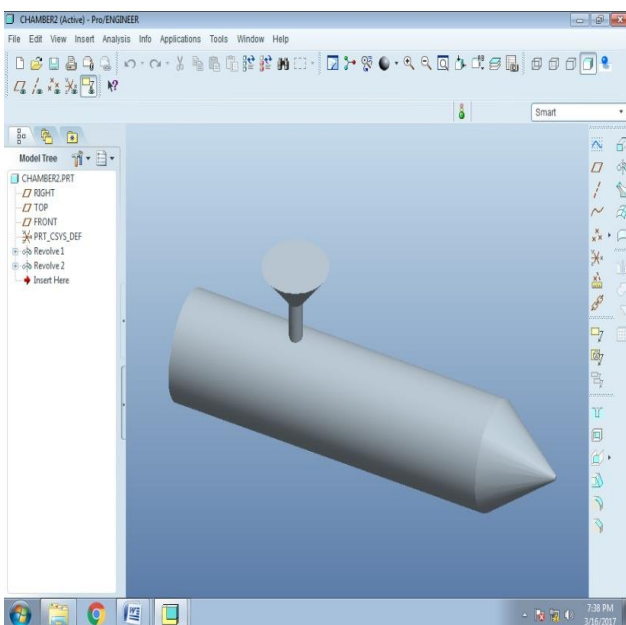 CHAMBER2 (Active) - Pro/ENGINEER
File Edit View Insert Analysis Info Applications Tools Window Help
Smart
Model Tree
CHAMBER2.PRT
RIGHT
TOP
FRONT
PRT_CSYS_DEF
Revolve 1
Revolve 2
Insert Here
7:38 PM
3/16/2017